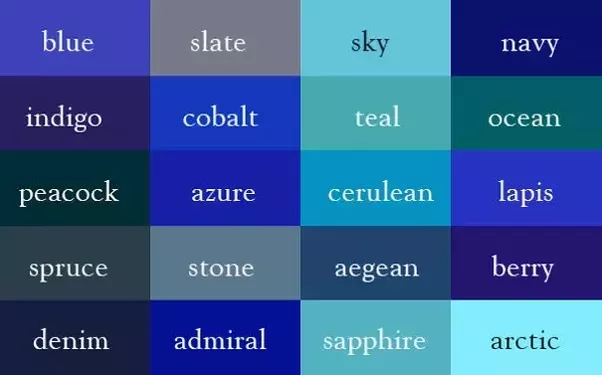 blue slate sky navy
indigo cobalt teal ocean
peacock azure cerulean lapis
spruce stone aegean berry
denim admiral sapphire arctic